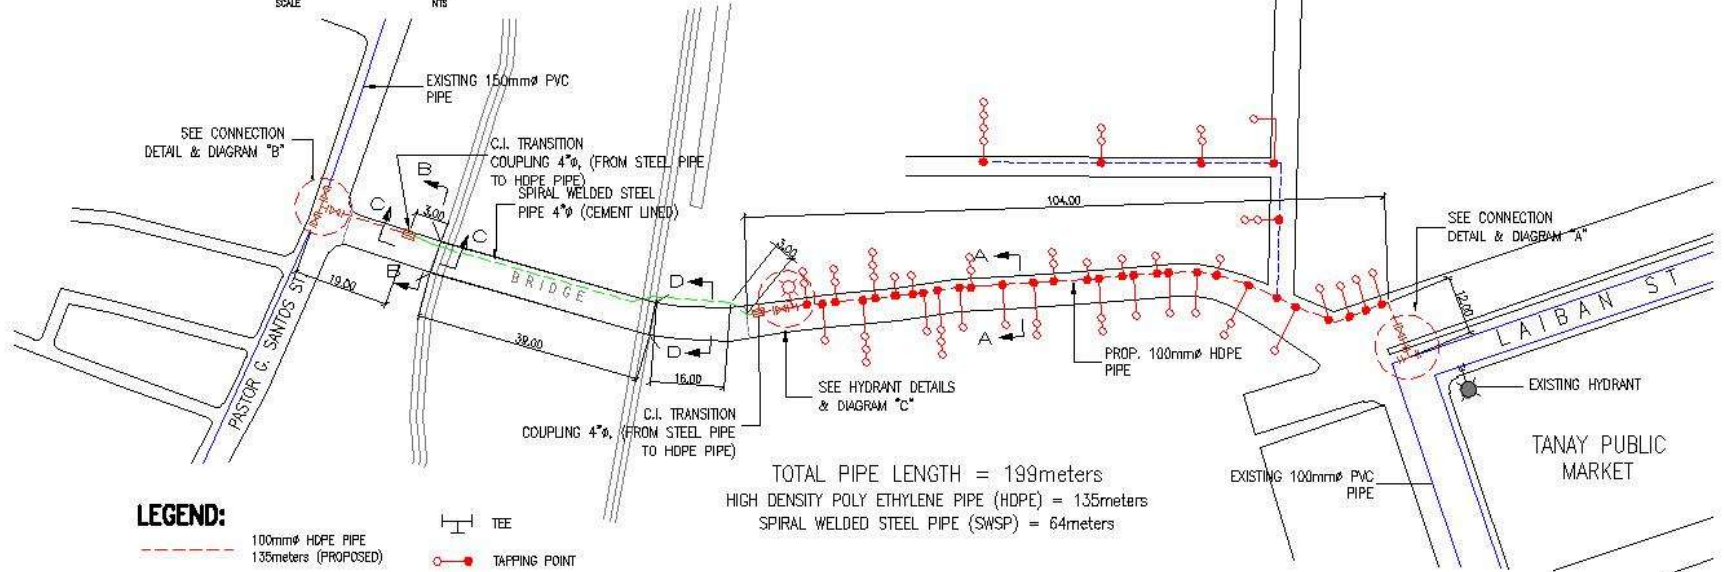 SCALE
NTS
EXISTING 150mmø PVC
PIPE
SEE CONNECTION
DETAIL & DIAGRAM "B"
C.I. TRANSITION
COUPLING 4"ø, (FROM STEEL PIPE
TO HDPE PIPE)
SPIRAL WELDED STEEL
PIPE 4"ø (CEMENT LINED)
B
C
3.00
C
B
19.00
BRIDGE
39.00
D
D
16.00
3.00
104.00
A
A
SEE CONNECTION
DETAIL & DIAGRAM "A"
12.00
LAIBAN ST
PASTOR C. SANTOS ST
PROP. 100mmø HDPE
PIPE
SEE HYDRANT DETAILS
& DIAGRAM "C"
C.I. TRANSITION
COUPLING 4"ø, (FROM STEEL PIPE
TO HDPE PIPE)
EXISTING HYDRANT
TANAY PUBLIC
MARKET
EXISTING 100mmø PVC
PIPE
TOTAL PIPE LENGTH = 199meters
HIGH DENSITY POLY ETHYLENE PIPE (HDPE) = 135meters
SPIRAL WELDED STEEL PIPE (SWSP) = 64meters
LEGEND:
100mmø HDPE PIPE
135meters (PROPOSED)
TEE
TAPPING POINT